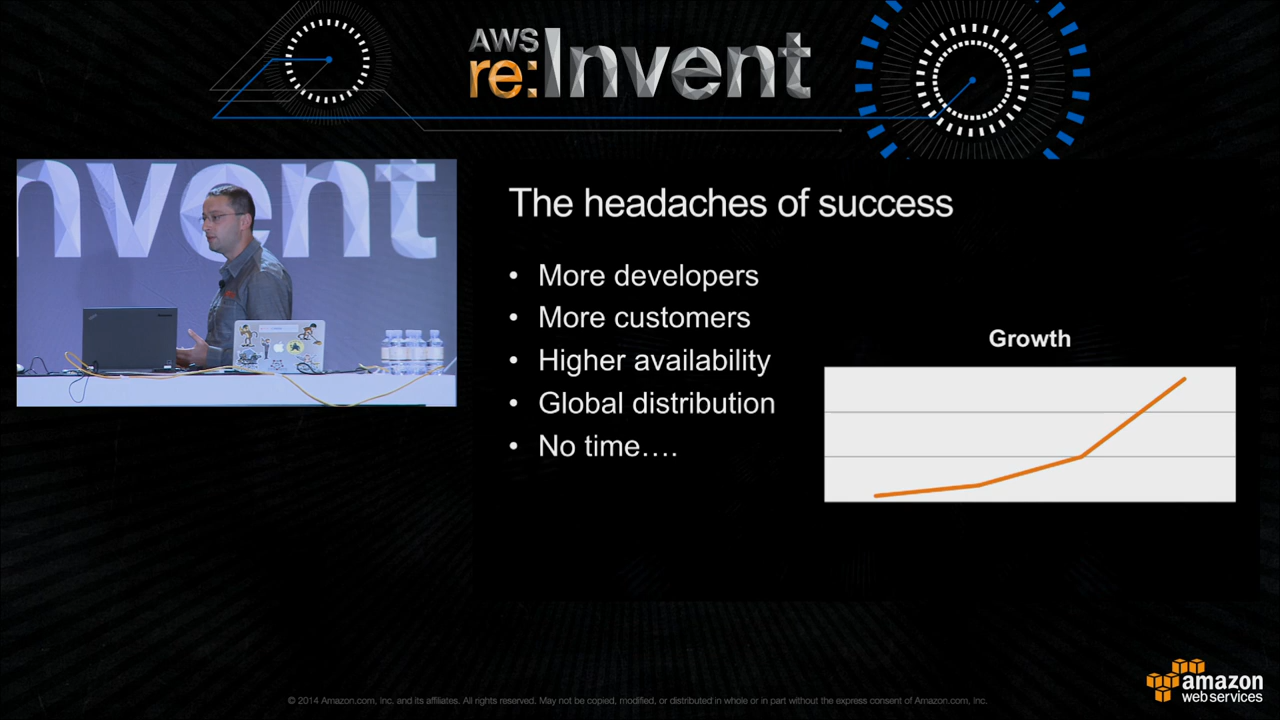 AWS
re:Invent
nvent
The headaches of success
• More developers
• More customers
• Higher availability
• Global distribution
• No time….
Growth
© 2014 Amazon.com, Inc. and its affiliates. All rights reserved. May not be copied, modified, or distributed in whole or in part without the express consent of Amazon.com, Inc.
amazon
web services